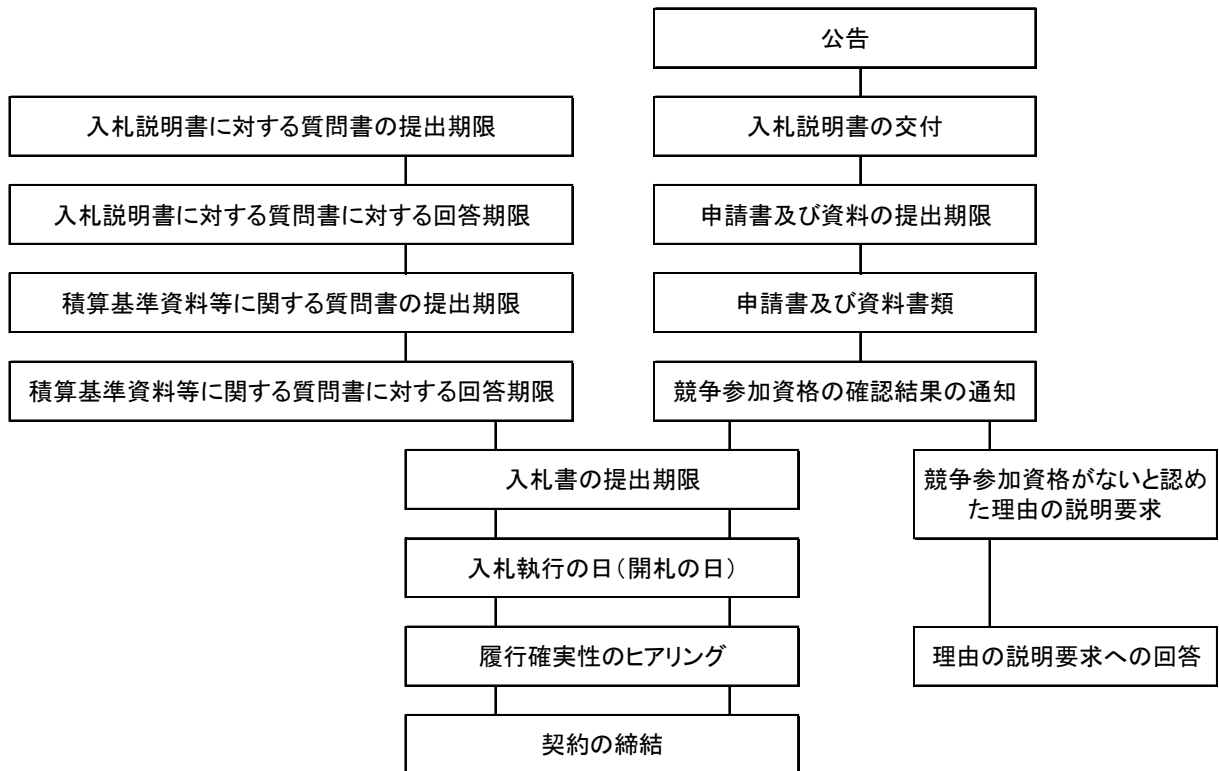 公告
入札説明書に対する質問書の提出期限
入札説明書の交付
入札説明書に対する質問書に対する回答期限
申請書及び資料の提出期限
積算基準資料等に関する質問書の提出期限
申請書及び資料書類
積算基準資料等に関する質問書に対する回答期限
競争参加資格の確認結果の通知
入札書の提出期限
競争参加資格がないと認め
た理由の説明要求
入札執行の日(開札の日)
履行確実性のヒアリング
理由の説明要求への回答
契約の締結